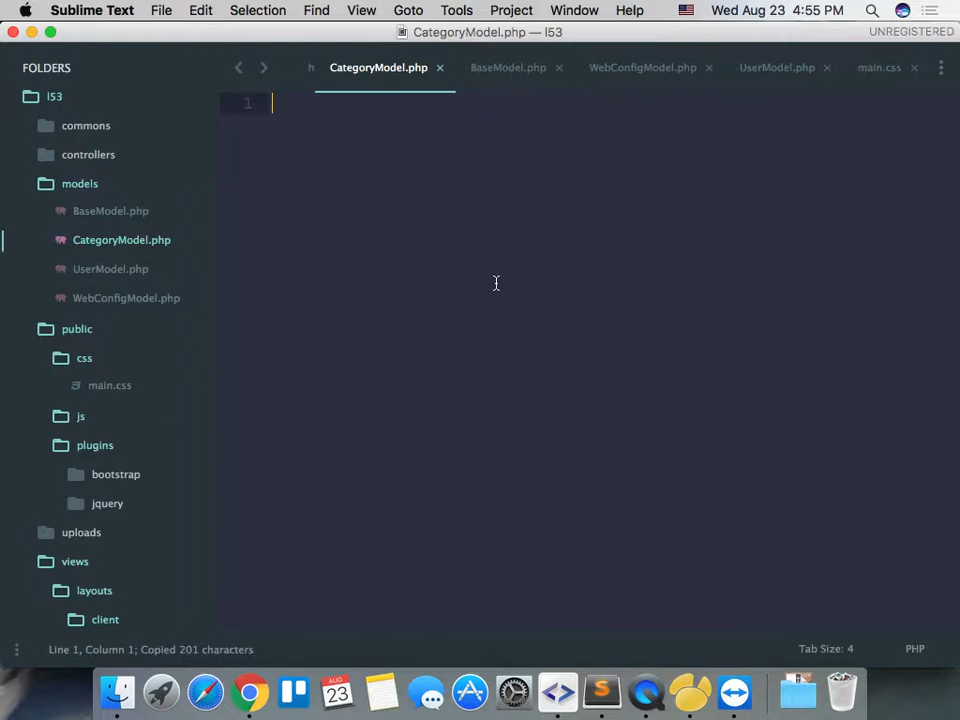 Sublime Text File Edit Selection Find View Goto Tools Project Window Help Wed Aug 23 4:55 PM
CategoryModel.php — l53 UNREGISTERED
FOLDERS
h CategoryModel.php × BaseModel.php × WebConfigModel.php × UserModel.php × main.css ×
l53
1
commons
controllers
models
BaseModel.php
CategoryModel.php
UserModel.php
WebConfigModel.php
public
css
main.css
js
plugins
bootstrap
jquery
uploads
views
layouts
client
Line 1, Column 1; Copied 201 characters Tab Size: 4 PHP
AUG
23